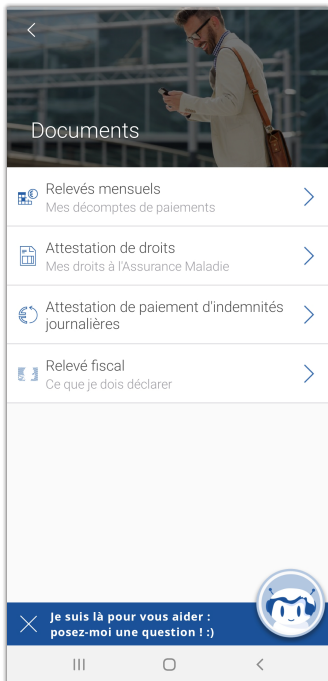 Documents
Relevés mensuels
Mes décomptes de paiements
Attestation de droits
Mes droits à l'Assurance Maladie
Attestation de paiement d'indemnités
journalières
Relevé fiscal
Ce que je dois déclarer
Je suis là pour vous aider :
posez-moi une question ! :)